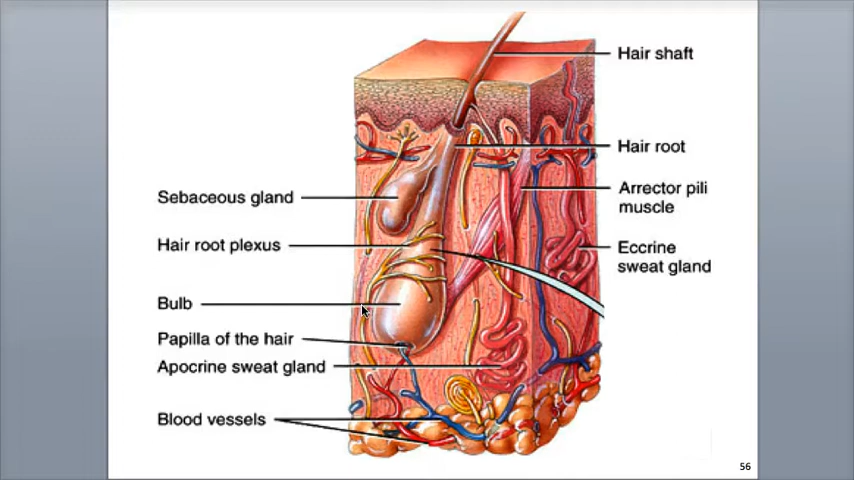 Hair shaft
Hair root
Arrector pili
muscle
Eccrine
sweat gland
Sebaceous gland
Hair root plexus
Bulb
Papilla of the hair
Apocrine sweat gland
Blood vessels
56